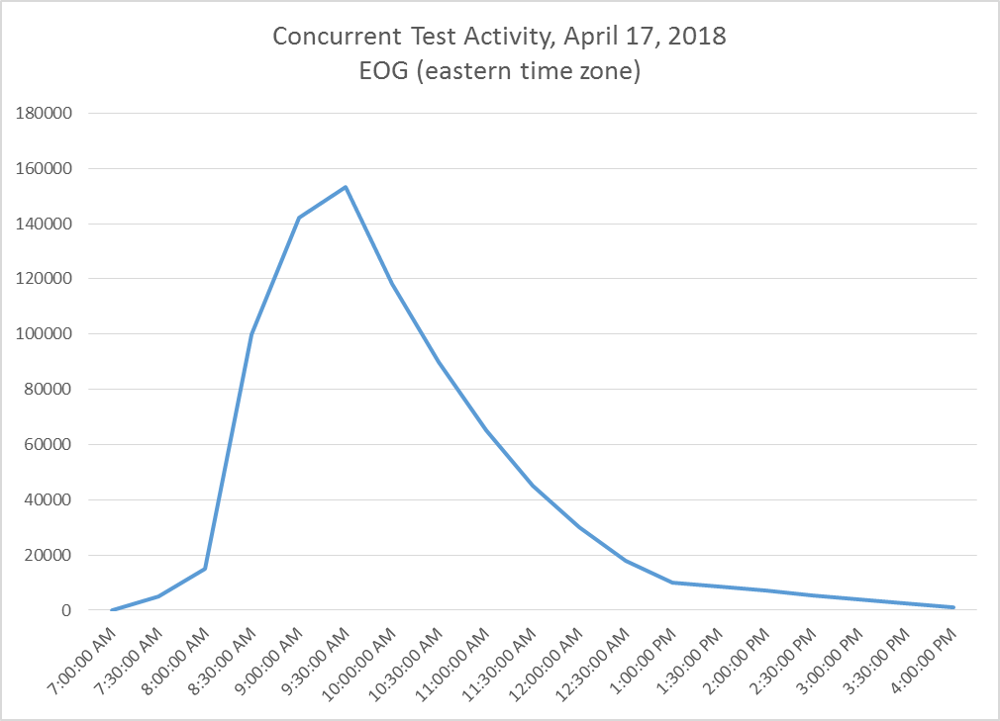 Concurrent Test Activity, April 17, 2018
EOG (eastern time zone)
180000
160000
140000
120000
100000
80000
60000
40000
20000
0
7:00:00 AM
7:30:00 AM
8:00:00 AM
8:30:00 AM
9:00:00 AM
9:30:00 AM
10:00:00 AM
10:30:00 AM
11:00:00 AM
11:30:00 AM
12:00:00 AM
12:30:00 AM
1:00:00 PM
1:30:00 PM
2:00:00 PM
2:30:00 PM
3:00:00 PM
3:30:00 PM
4:00:00 PM